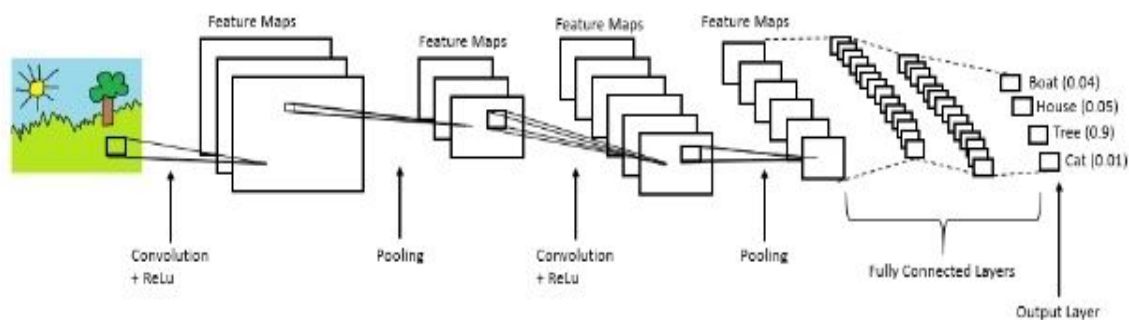 Feature Maps
Feature Maps
Feature Maps
Feature Maps
Boat (0.04)
House (0.05)
Tree (0.9)
Cat (0.01)
Convolution
+ ReLu
Pooling
Convolution
+ ReLu
Pooling
Fully Connected Layers
Output Layer